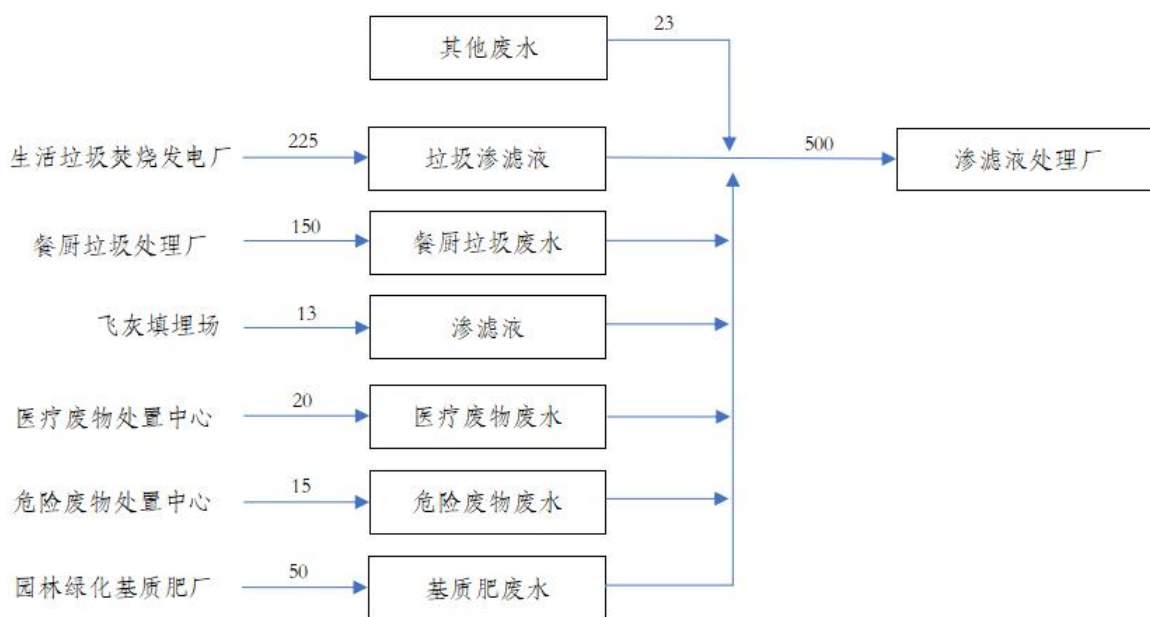 23
其他废水
生活垃圾焚烧发电厂 225 垃圾渗滤液 500 渗滤液处理厂
餐厨垃圾处理厂 150 餐厨垃圾废水
飞灰填埋场 13 渗滤液
医疗废物处置中心 20 医疗废物废水
危险废物处置中心 15 危险废物废水
园林绿化基质肥厂 50 基质肥废水